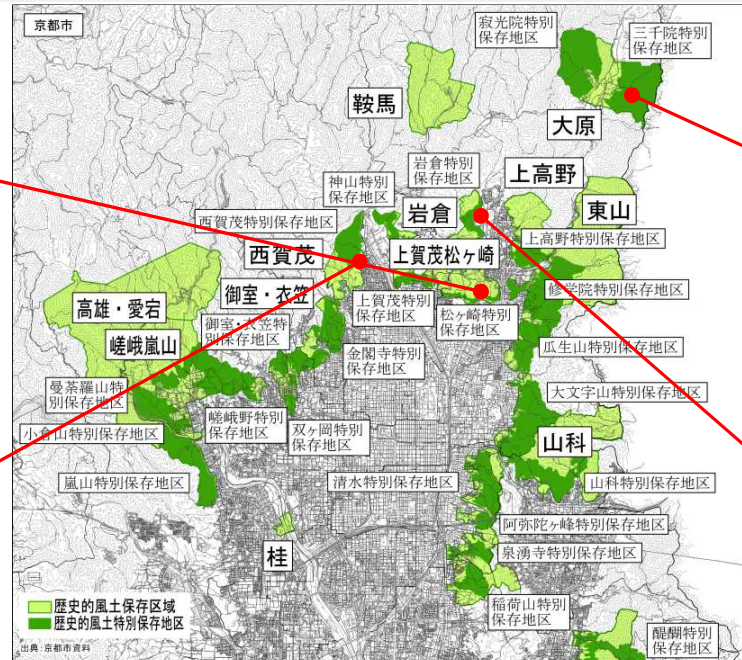 京都市
寂光院特別
保存地区
三千院特別
保存地区
鞍馬
大原
岩倉特別
保存地区
上高野
神山特別
保存地区
岩倉
東山
西賀茂特別保存地区
上高野特別保存地区
西賀茂
上賀茂松ヶ崎
御室・衣笠
修学院特別保存地区
高雄・愛宕
上賀茂特別
保存地区
松ヶ崎特別
保存地区
御室・衣笠特
別保存地区
嵯峨嵐山
金閣寺特別
保存地区
瓜生山特別保存地区
曼荼羅山特
別保存地区
大文字山特別保存地区
小倉山特別保存地区
嵯峨野特別
保存地区
双ヶ岡特別
保存地区
山科
嵐山特別保存地区
清水特別保存地区
山科特別保存地区
阿弥陀ヶ峰特別保存地区
桂
泉湧寺特別保存地区
稲荷山特別
保存地区
歴史的風土保存区域
歴史的風土特別保存地区
醍醐特別
保存地区
出典:京都市資料